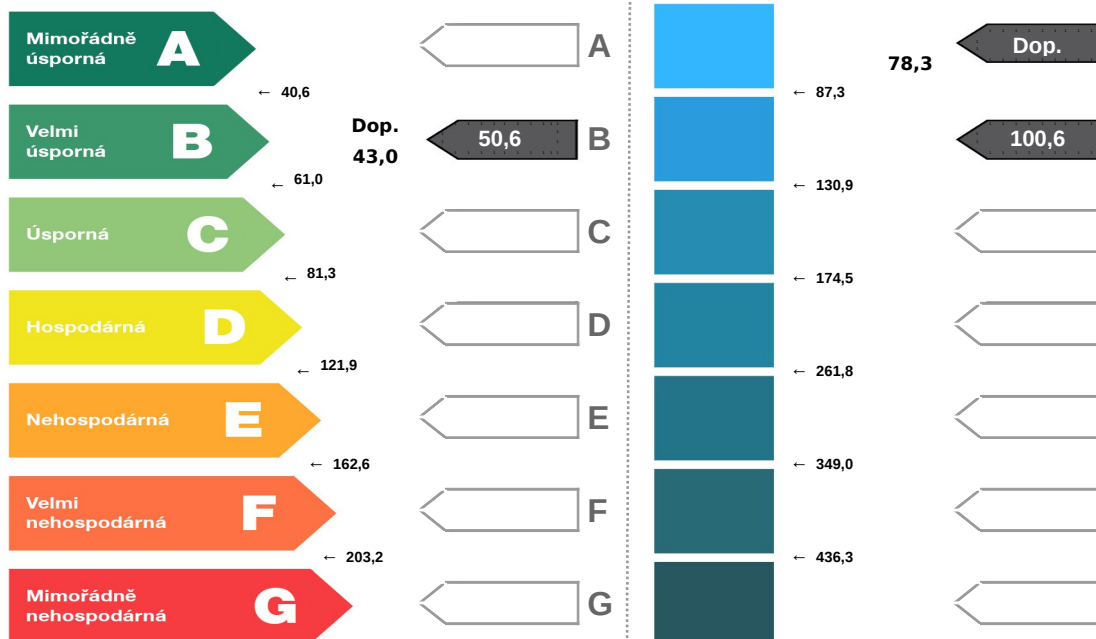 Mimořádně
úsporná
A
A
78,3
Dop.
← 40,6
← 87,3
Velmi
úsporná
B
Dop.
43,0
50,6
B
100,6
← 61,0
← 130,9
Úsporná
C
C
← 81,3
← 174,5
Hospodárná
D
D
← 121,9
← 261,8
Nehospodárná
E
E
← 162,6
← 349,0
Velmi
nehospodárná
F
F
← 203,2
← 436,3
Mimořádně
nehospodárná
G
G